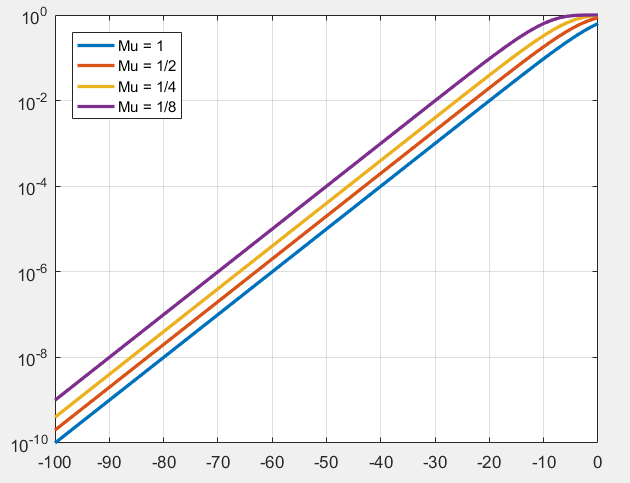 10^0
Mu = 1
Mu = 1/2
Mu = 1/4
Mu = 1/8
10^-2
10^-4
10^-6
10^-8
10^-10
-100 -90 -80 -70 -60 -50 -40 -30 -20 -10 0